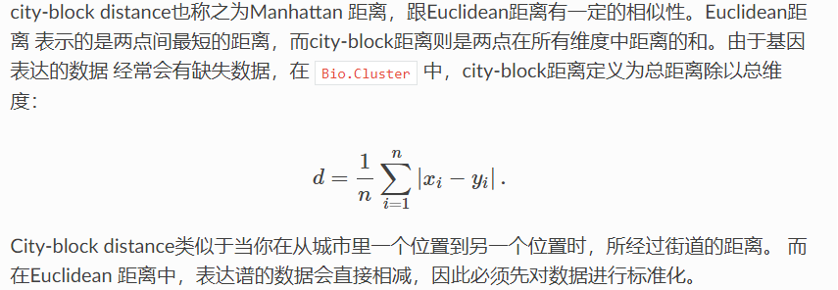 city-block distance也称之为Manhattan 距离，跟Euclidean距离有一定的相似性。Euclidean距
离 表示的是两点间最短的距离，而city-block距离则是两点在所有维度中距离的和。由于基因
表达的数据 经常会有缺失数据，在 Bio.Cluster 中，city-block距离定义为总距离除以总维
度：
d = \frac{1}{n} \sum_{i=1}^{n} |x_i − y_i| .
City-block distance类似于当你在从城市里一个位置到另一个位置时，所经过街道的距离。 而
在Euclidean 距离中，表达谱的数据会直接相减，因此必须先对数据进行标准化。